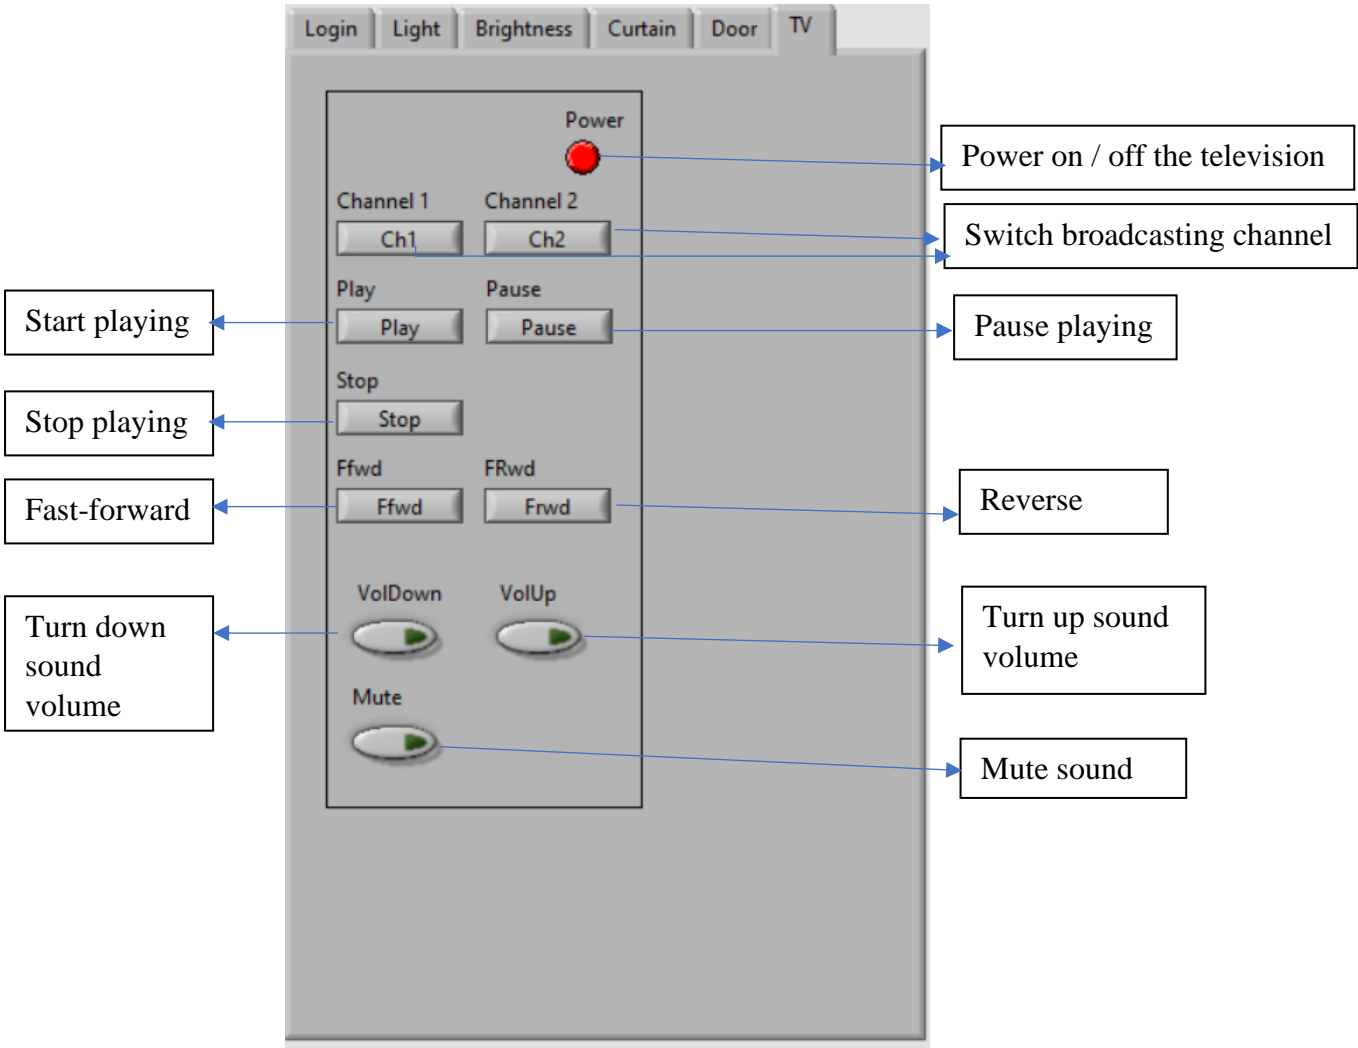 Login Light Brightness Curtain Door TV
Power
Power on / off the television
Channel 1 Channel 2
Ch1 Ch2
Switch broadcasting channel
Play Pause
Start playing
Play Pause
Pause playing
Stop
Stop playing
Stop
Ffwd FRwd
Fast-forward
Ffwd Frwd
Reverse
VolDown VolUp
Turn down
sound
volume
Turn up sound
volume
Mute
Mute sound